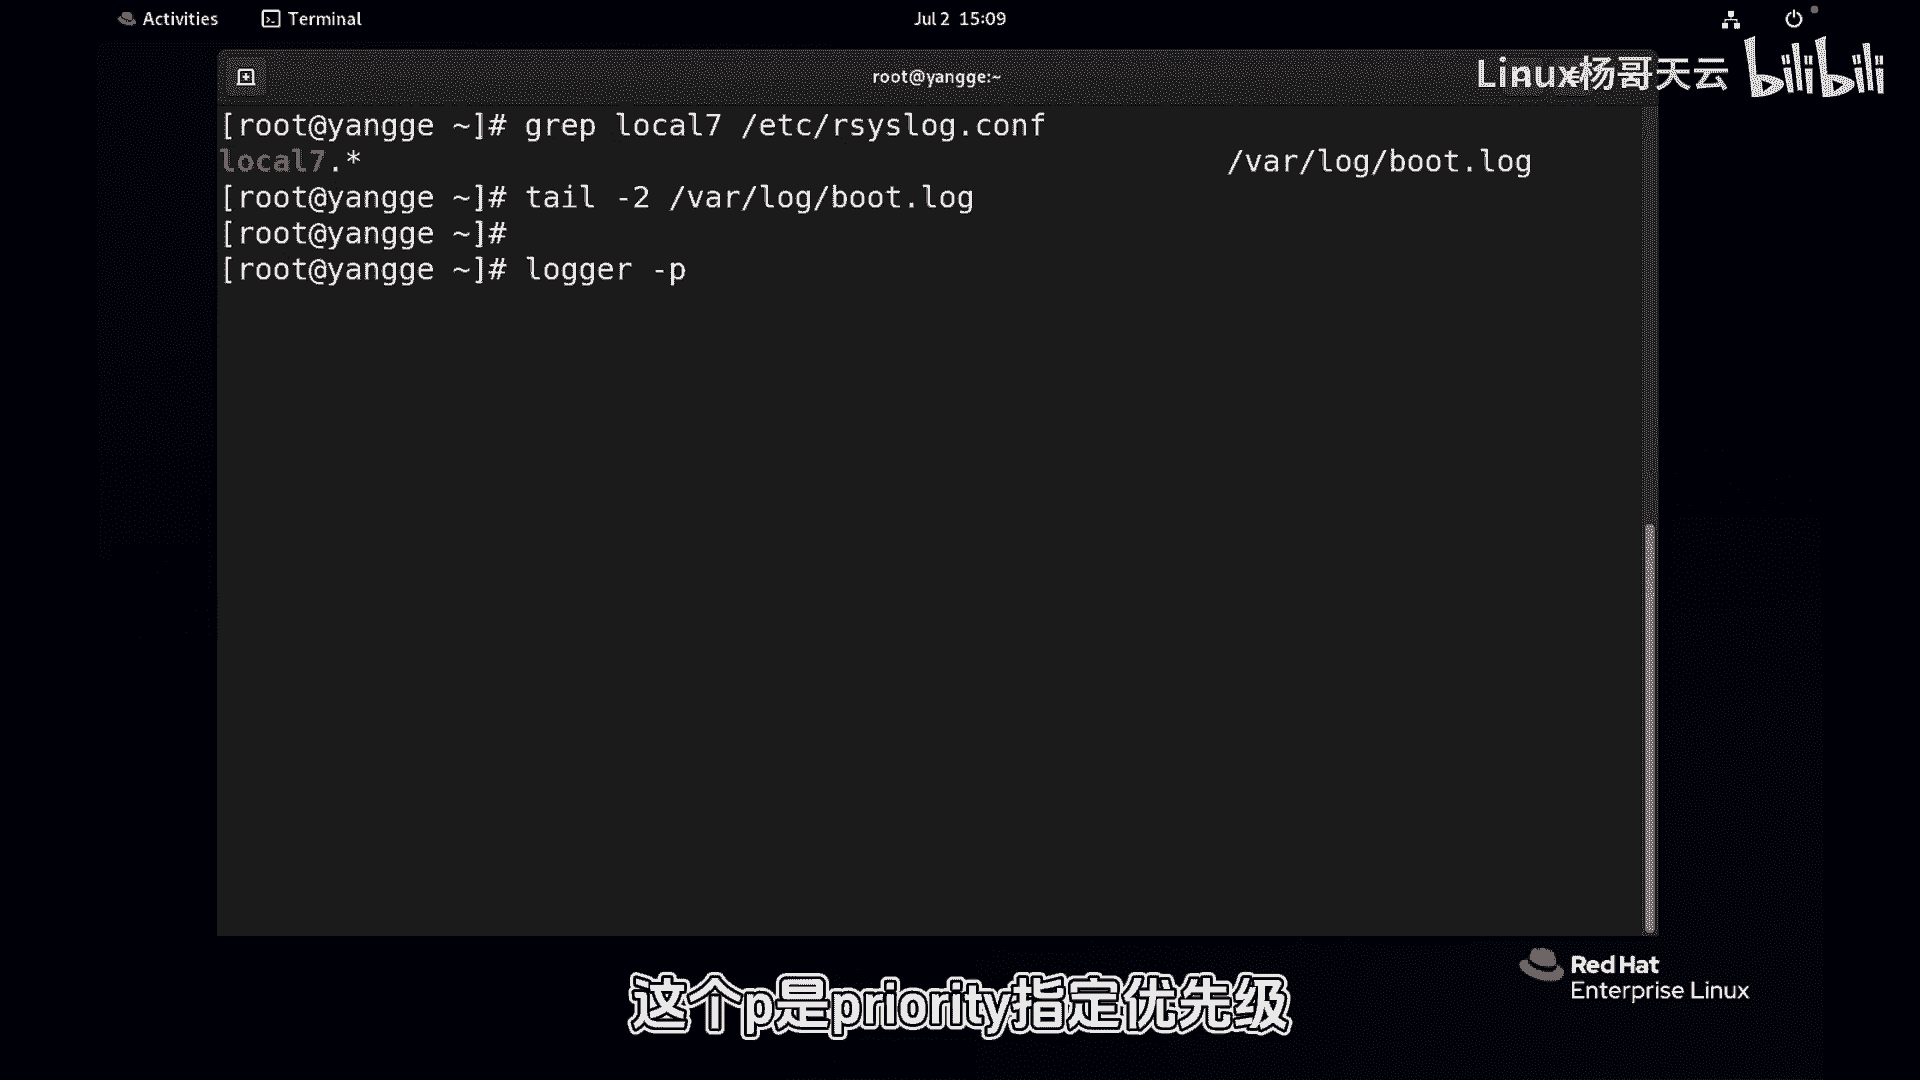 Activities
Terminal
Jul 2 15:09
root@yangge:~
Linux杨哥天云 bilibili
[root@yangge ~]# grep local7 /etc/rsyslog.conf
local7.*                                                /var/log/boot.log
[root@yangge ~]# tail -2 /var/log/boot.log
[root@yangge ~]#
[root@yangge ~]# logger -p
Red Hat
Enterprise Linux
这个p是priority指定优先级